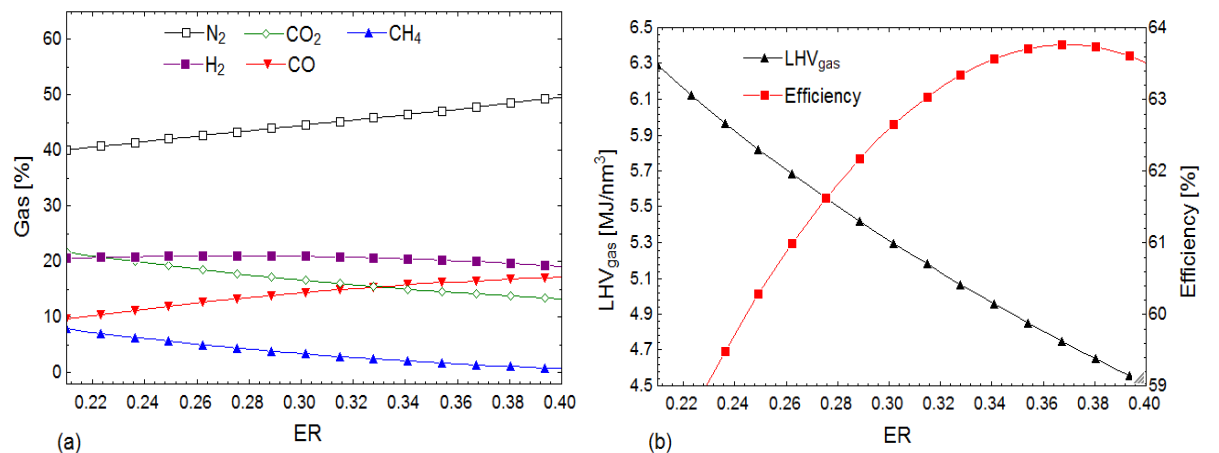 N₂ CO₂ CH₄
H₂ CO
Gas [%]
60
50
40
30
20
10
0
0.22 0.24 0.26 0.28 0.30 0.32 0.34 0.36 0.38 0.40
ER
(a)
LHVgas
Efficiency
LHVgas [MJ/nm³]
6.5
6.3
6.1
5.9
5.7
5.5
5.3
5.1
4.9
4.7
4.5
0.22 0.24 0.26 0.28 0.30 0.32 0.34 0.36 0.38 0.40
ER
64
63
62
61
60
59
Efficiency [%]
(b)